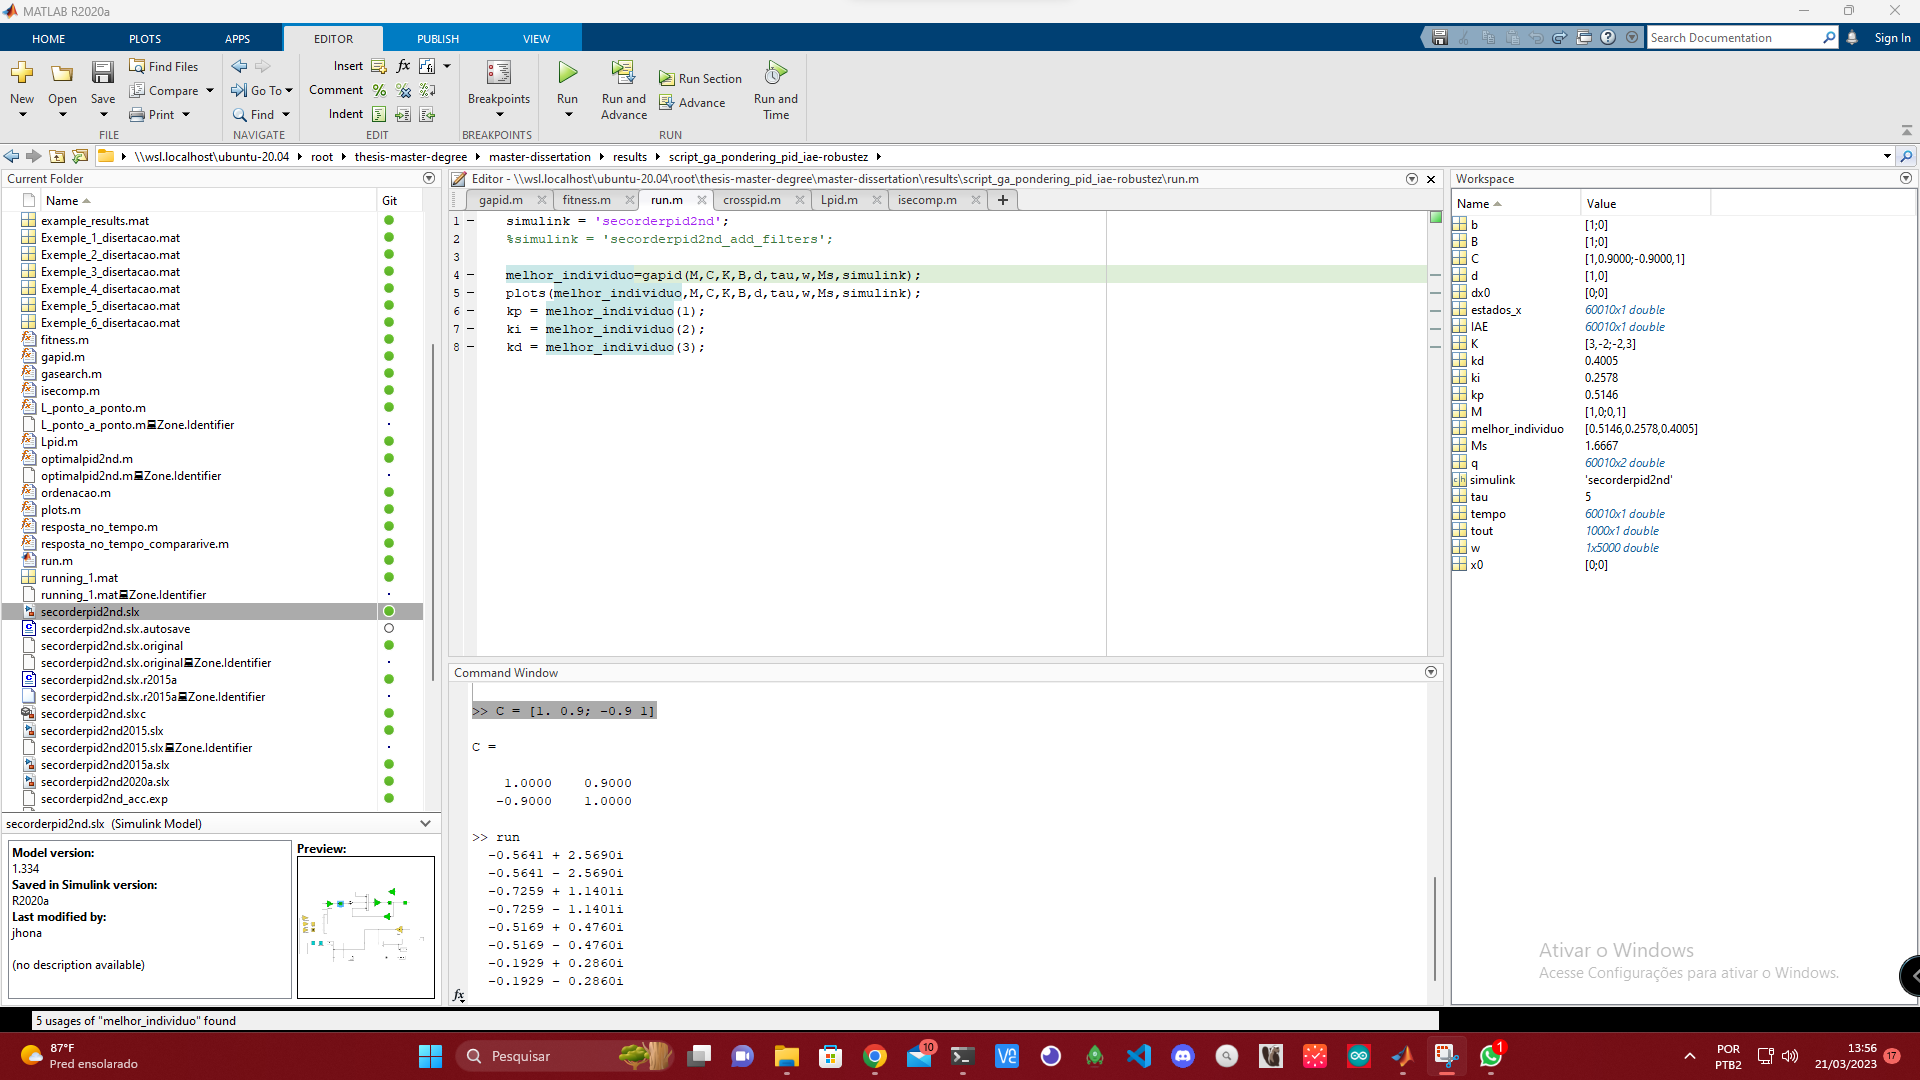 MATLAB R2020a
HOME PLOTS APPS EDITOR PUBLISH VIEW
Search Documentation
Sign In
New
Open
Save
Find Files
Compare
Print
FILE
Go To
Find
NAVIGATE
Insert
Comment
Indent
EDIT
Breakpoints
BREAKPOINTS
Run
Run and Advance
Run Section
Advance
Run and Time
RUN
\\wsl.localhost\ubuntu-20.04 root thesis-master-degree master-dissertation results script_ga_pondering_pid_iae-robustez
Current Folder
Name Git
example_results.mat
Exemple_1_disertacao.mat
Exemple_2_disertacao.mat
Exemple_3_disertacao.mat
Exemple_4_disertacao.mat
Exemple_5_disertacao.mat
Exemple_6_disertacao.mat
fitness.m
gapid.m
gasearch.m
isecomp.m
L_ponto_a_ponto.m
L_ponto_a_ponto.m Zone.Identifier
Lpid.m
optimalpid2nd.m
optimalpid2nd.m Zone.Identifier
ordenacao.m
plots.m
resposta_no_tempo.m
resposta_no_tempo_compararive.m
run.m
running_1.mat
running_1.mat Zone.Identifier
secorderpid2nd.slx
secorderpid2nd.slx.autosave
secorderpid2nd.slx.original
secorderpid2nd.slx.original Zone.Identifier
secorderpid2nd.slx.r2015a
secorderpid2nd.slx.r2015a Zone.Identifier
secorderpid2nd.slxc
secorderpid2nd2015.slx
secorderpid2nd2015.slx Zone.Identifier
secorderpid2nd2015a.slx
secorderpid2nd2020a.slx
secorderpid2nd_acc.exp
secorderpid2nd.slx (Simulink Model)
Model version:
1.334
Saved in Simulink version:
R2020a
Last modified by:
jhona
(no description available)
Preview:
Editor - \\wsl.localhost\ubuntu-20.04\root\thesis-master-degree\master-dissertation\results\script_ga_pondering_pid_iae-robustez\run.m
gapid.m fitness.m run.m crosspid.m Lpid.m isecomp.m
1 simulink = 'secorderpid2nd';
2 %simulink = 'secorderpid2nd_add_filters';
3
4 melhor_individuo=gapid(M,C,K,B,d,tau,w,Ms,simulink);
5 plots(melhor_individuo,M,C,K,B,d,tau,w,Ms,simulink);
6 kp = melhor_individuo(1);
7 ki = melhor_individuo(2);
8 kd = melhor_individuo(3);
Command Window
>> C = [1. 0.9; -0.9 1]
C =
1.0000 0.9000
-0.9000 1.0000
>> run
-0.5641 + 2.5690i
-0.5641 - 2.5690i
-0.7259 + 1.1401i
-0.7259 - 1.1401i
-0.5169 + 0.4760i
-0.5169 - 0.4760i
-0.1929 + 0.2860i
-0.1929 - 0.2860i
fx
Workspace
Name Value
b [1;0]
B [1;0]
C [1,0.9000;-0.9000,1]
d [1,0]
dx0 [0;0]
estados_x 60010x1 double
IAE 60010x1 double
K [3,-2;-2,3]
kd 0.4005
ki 0.2578
kp 0.5146
M [1,0;0,1]
melhor_individuo [0.5146,0.2578,0.4005]
Ms 1.6667
q 60010x2 double
simulink 'secorderpid2nd'
tau 5
tempo 60010x1 double
tout 1000x1 double
w 1x5000 double
x0 [0;0]
Ativar o Windows
Acesse Configurações para ativar o Windows.
5 usages of "melhor_individuo" found
87°F
Pred ensolarado
Pesquisar
10
1
POR
PTB2
13:56
21/03/2023
17